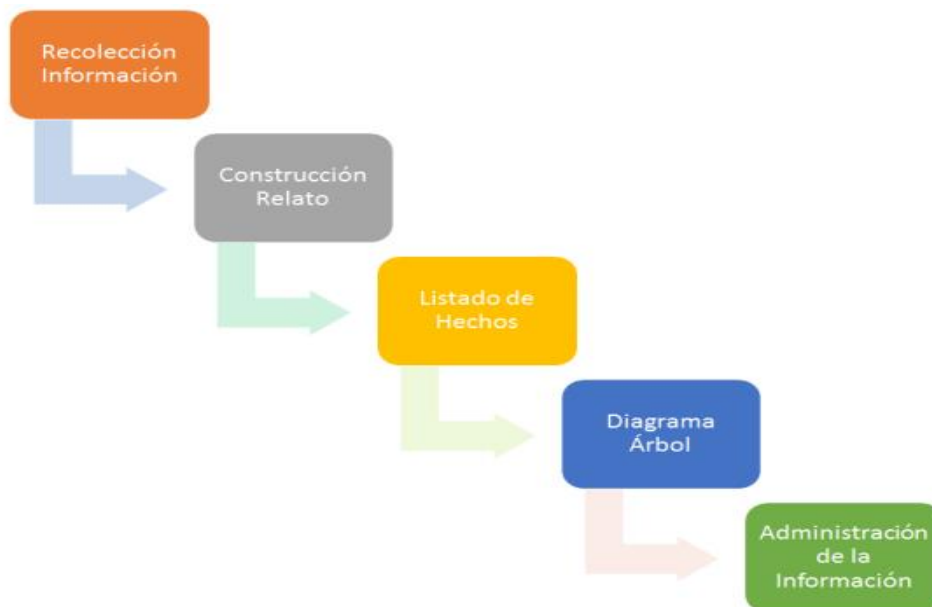 Recolección
Información
Construcción
Relato
Listado de
Hechos
Diagrama
Árbol
Administración
de la
Información